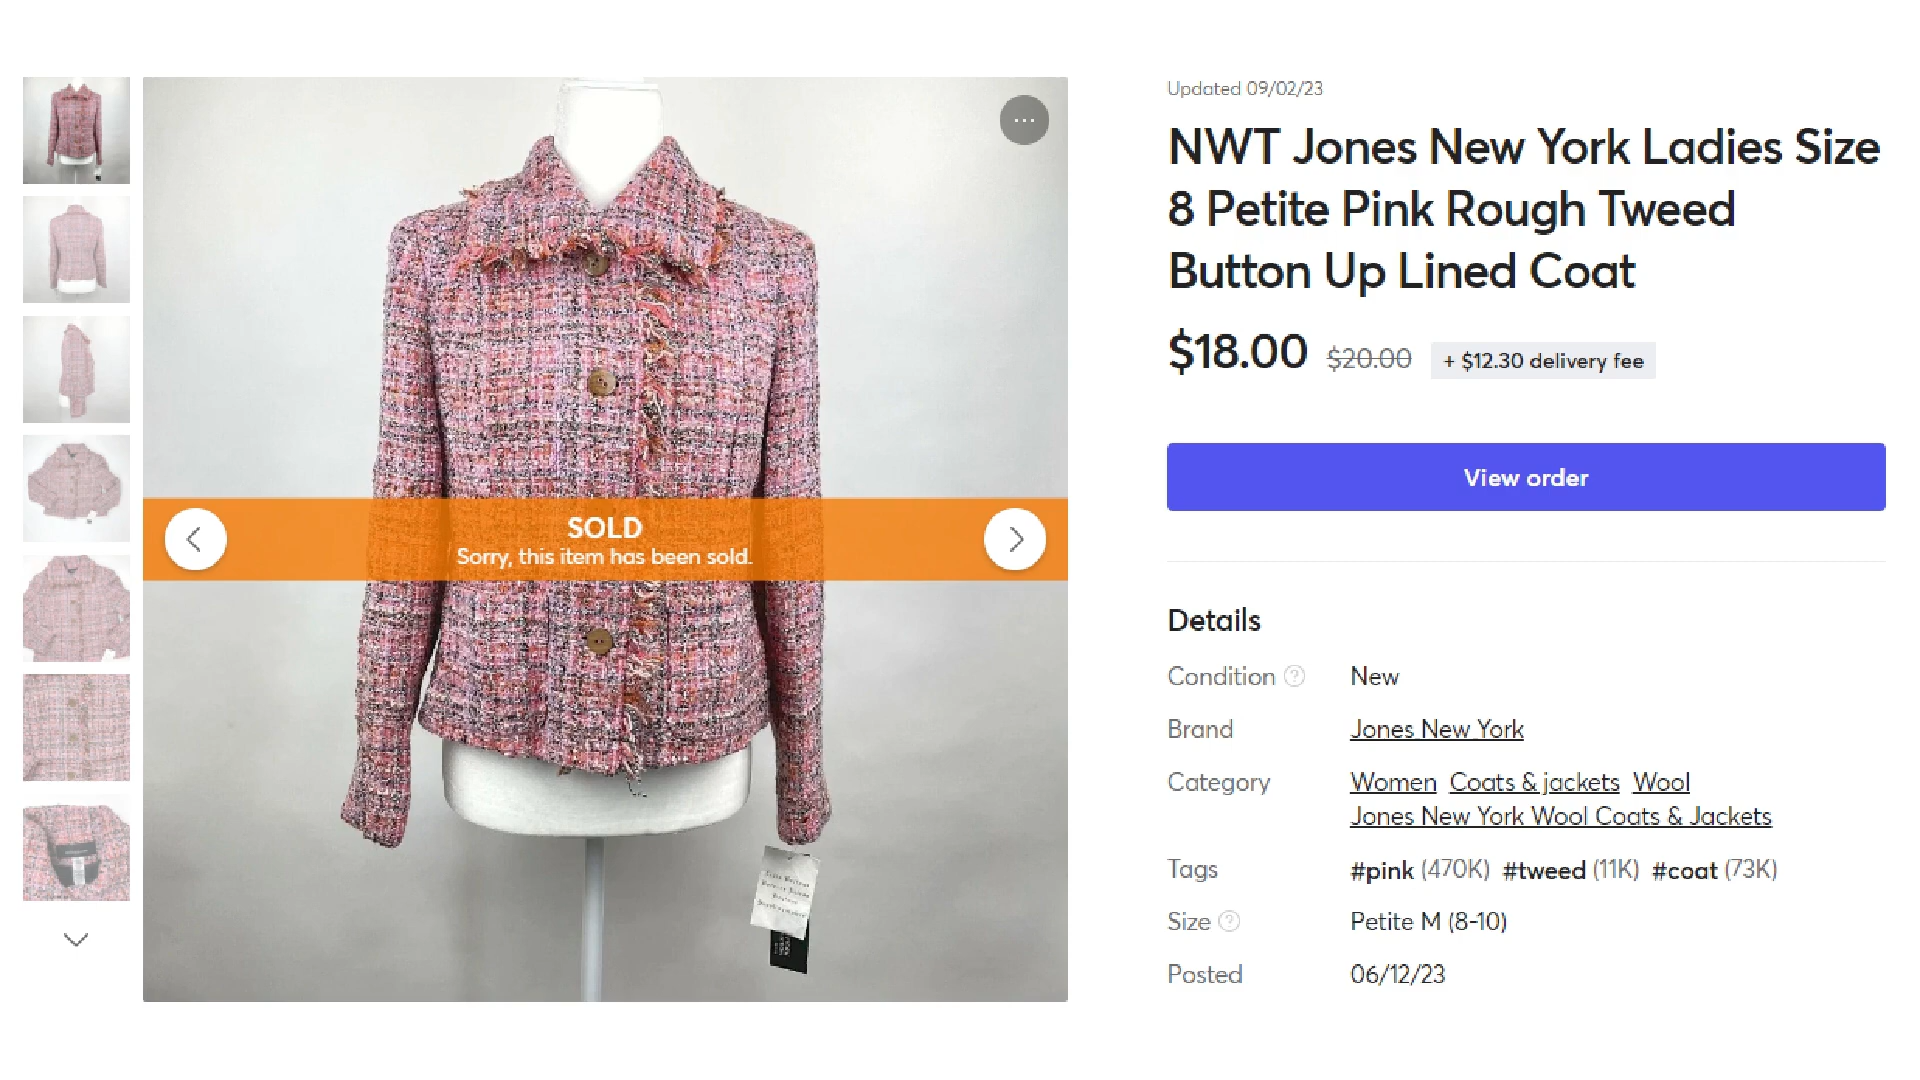 Updated 09/02/23
NWT Jones New York Ladies Size
8 Petite Pink Rough Tweed
Button Up Lined Coat
$18.00 $20.00 + $12.30 delivery fee
View order
SOLD
Sorry, this item has been sold.
Details
Condition ? New
Brand Jones New York
Category Women Coats & jackets Wool
Jones New York Wool Coats & Jackets
Tags #pink (470K) #tweed (11K) #coat (73K)
Size ? Petite M (8-10)
Posted 06/12/23